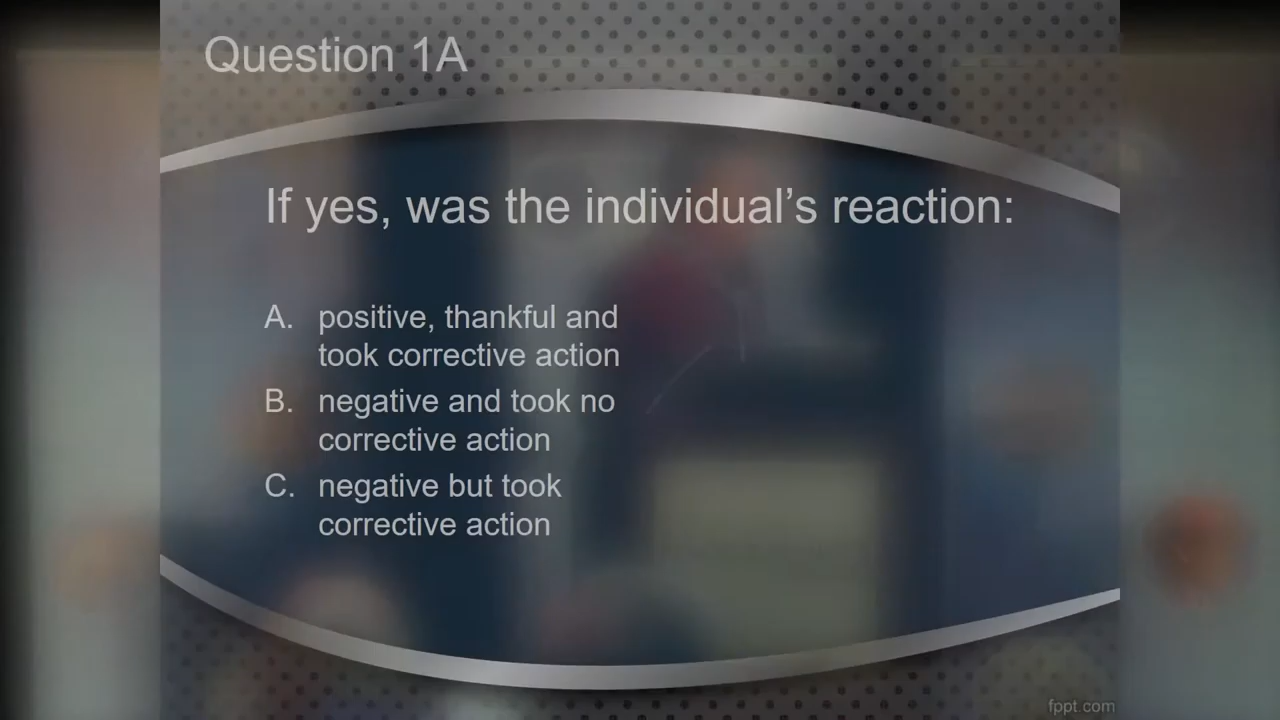 Question 1A
If yes, was the individual’s reaction:
A. positive, thankful and
took corrective action
B. negative and took no
corrective action
C. negative but took
corrective action
fppt.com